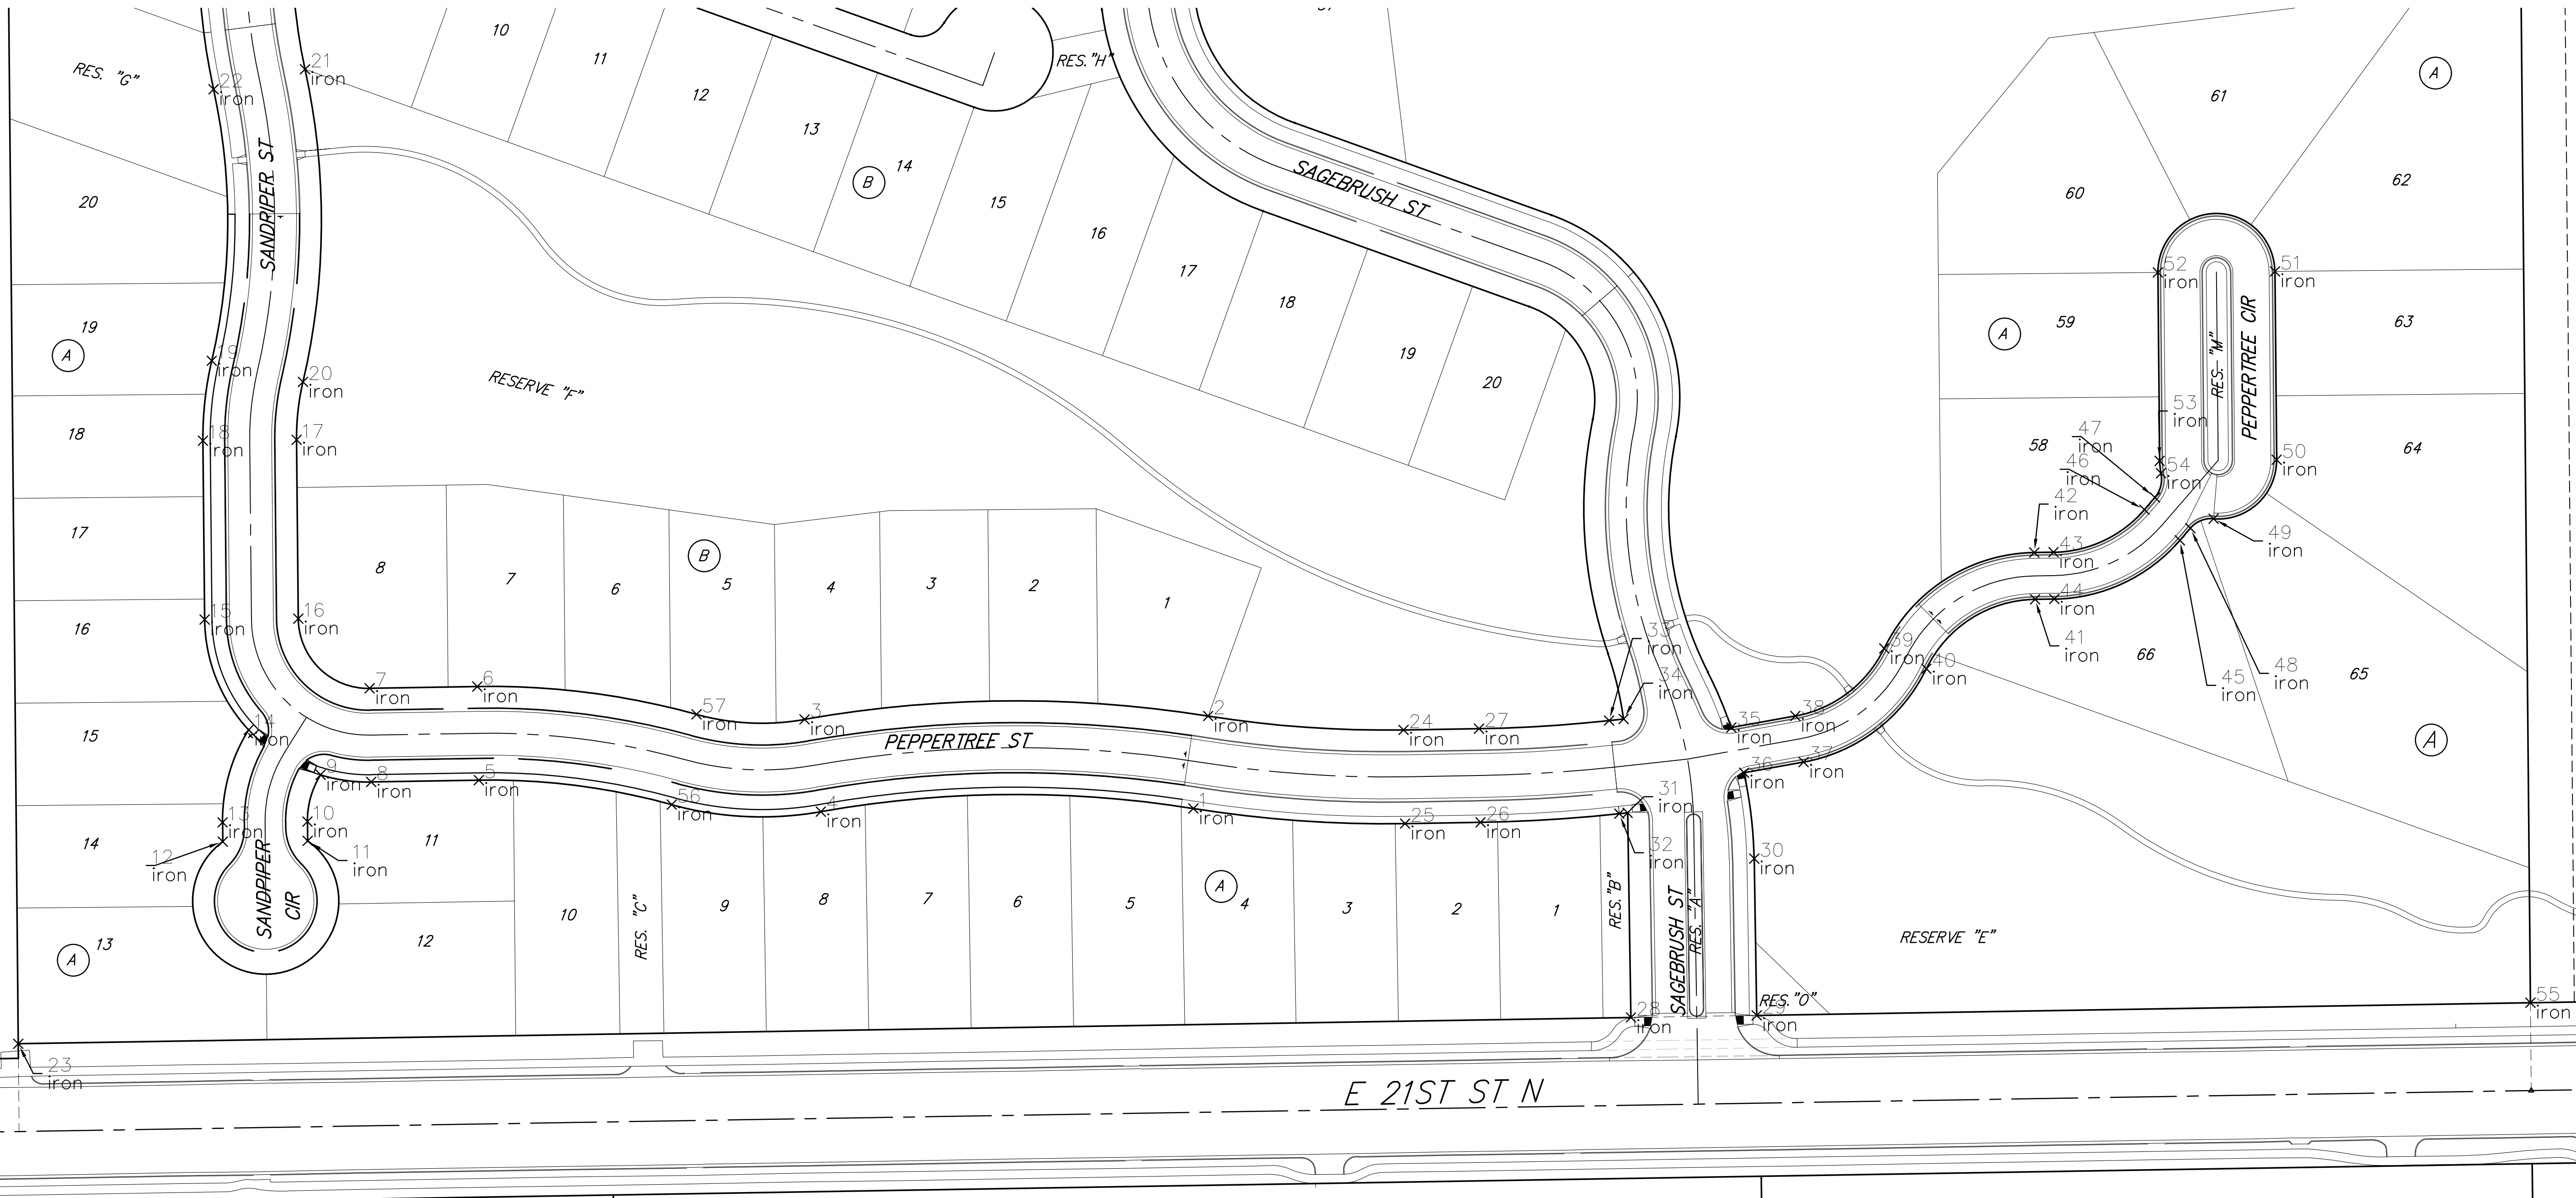 10
11
12
13
14
15
16
17
18
19
20
B
RES. "H"
RES. "G"
21
iron
22
iron
SANDRIPER ST
SAGEBRUSH ST
A
61
60
62
20
19
A
18
17
16
15
14
13
A
19
iron
20
iron
18
iron
17
iron
15
iron
16
iron
RESERVE "F"
59
A
58
63
64
52
iron
51
iron
RES. "M"
PEPPERTREE CIR
53
iron
47
iron
46
iron
54
iron
50
iron
42
iron
43
iron
49
iron
44
iron
41
iron
45
iron
48
iron
66
65
A
39
iron
40
iron
B
8
7
6
5
4
3
2
1
7
iron
6
iron
57
iron
3
iron
2
iron
24
iron
27
iron
33
iron
34
iron
35
iron
38
iron
36
iron
37
iron
PEPPERTREE ST
14
iron
9
iron
8
iron
5
iron
56
iron
4
iron
1
iron
25
iron
26
iron
31
iron
32
iron
30
iron
13
iron
10
iron
12
iron
11
iron
SANDPIPER
CIR
11
12
10
RES. "C"
9
8
7
6
5
A
4
3
2
1
RES. "B"
SAGEBRUSH ST
RES. "A"
RESERVE "E"
RES. "O"
28
iron
29
iron
55
iron
23
iron
E 21ST ST N